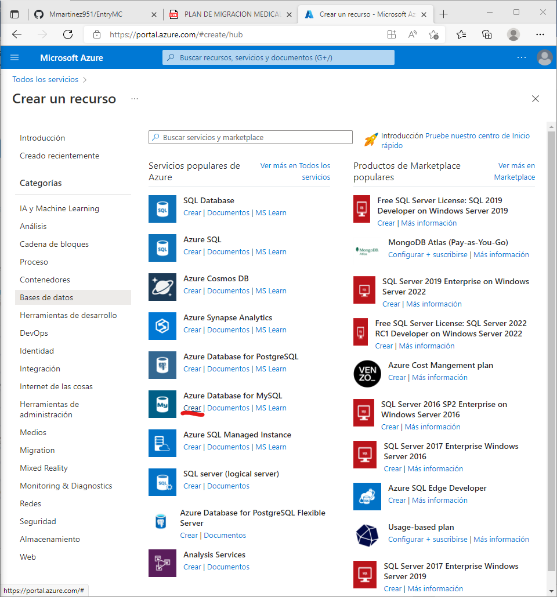 Mmartinez951/EntryMC
PLAN DE MIGRACION MEDICAL
Crear un recurso - Microsoft Azure
https://portal.azure.com/#create/hub
Microsoft Azure
Buscar recursos, servicios y documentos (G+/)
Todos los servicios >
Crear un recurso ...
Introducción
Creado recientemente
Categorías
IA y Machine Learning
Análisis
Cadena de bloques
Proceso
Contenedores
Bases de datos
Herramientas de desarrollo
DevOps
Identidad
Integración
Internet de las cosas
Herramientas de
administración
Medios
Migration
Mixed Reality
Monitoring & Diagnostics
Redes
Seguridad
Almacenamiento
Web
Buscar servicios y marketplace
Introducción Pruebe nuestro centro de Inicio
rápido
Servicios populares de
Azure
Ver más en Todos los
servicios
SQL Database
Crear | Documentos | MS Learn
Azure SQL
Crear | Documentos | MS Learn
Azure Cosmos DB
Crear | Documentos | MS Learn
Azure Synapse Analytics
Crear | Documentos | MS Learn
Azure Database for PostgreSQL
Crear | Documentos | MS Learn
Azure Database for MySQL
Crear | Documentos | MS Learn
Azure SQL Managed Instance
Crear | Documentos | MS Learn
SQL server (logical server)
Crear | Documentos
Azure Database for PostgreSQL Flexible
Server
Crear | Documentos
Analysis Services
Crear | Documentos | MS Learn
Productos de Marketplace
populares
Ver más en
Marketplace
Free SQL Server License: SQL 2019
Developer on Windows Server 2019
Crear | Más información
MongoDB Atlas (Pay-as-You-Go)
Configurar + suscribirse | Más información
SQL Server 2019 Enterprise on Windows
Server 2022
Crear | Más información
Free SQL Server License: SQL Server 2022
RC1 Developer on Windows Server 2022
Crear | Más información
Azure Cost Mangement plan
Crear | Más información
SQL Server 2016 SP2 Enterprise on
Windows Server 2016
Crear | Más información
SQL Server 2017 Enterprise Windows
Server 2016
Crear | Más información
Azure SQL Edge Developer
Crear | Más información
Usage-based plan
Configurar + suscribirse | Más información
SQL Server 2017 Enterprise Windows
Server 2019
Crear | Más información
https://portal.azure.com/#